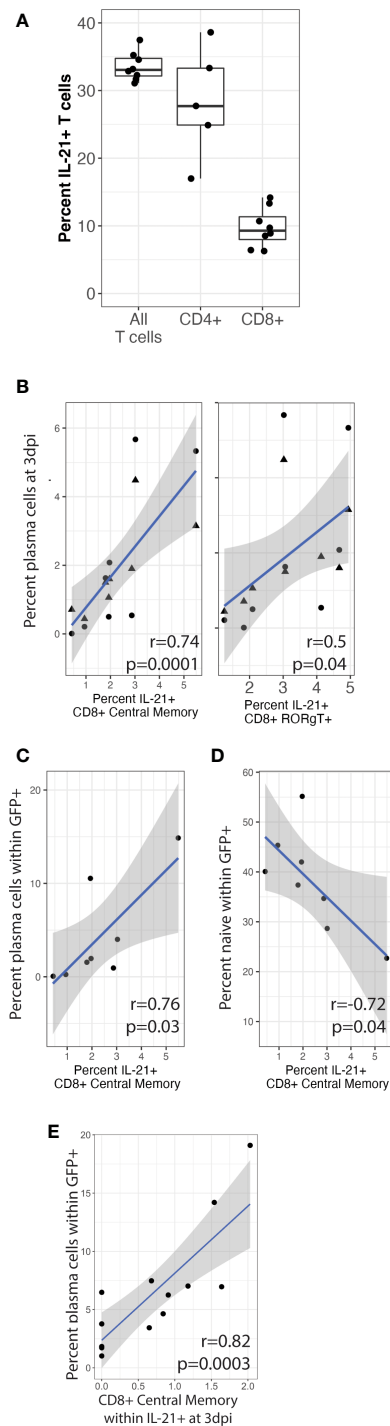 A
Percent IL-21+ T cells
40
30
20
10
0
All
T cells
CD4+
CD8+
B
Percent plasma cells at 3dpi
6
4
2
0
r=0.74
p=0.0001
1 2 3 4 5
Percent IL-21+
CD8+ Central Memory
r=0.5
p=0.04
2 3 4 5
Percent IL-21+
CD8+ RORgT+
C
Percent plasma cells within GFP+
20
10
0
r=0.76
p=0.03
1 2 3 4 5
Percent IL-21+
CD8+ Central Memory
D
Percent naive within GFP+
60
50
40
30
20
10
r=-0.72
p=0.04
1 2 3 4 5
Percent IL-21+
CD8+ Central Memory
E
Percent plasma cells within GFP+
20
15
10
5
0
r=0.82
p=0.0003
0.0 0.5 1.0 1.5 2.0
CD8+ Central Memory
within IL-21+ at 3dpi